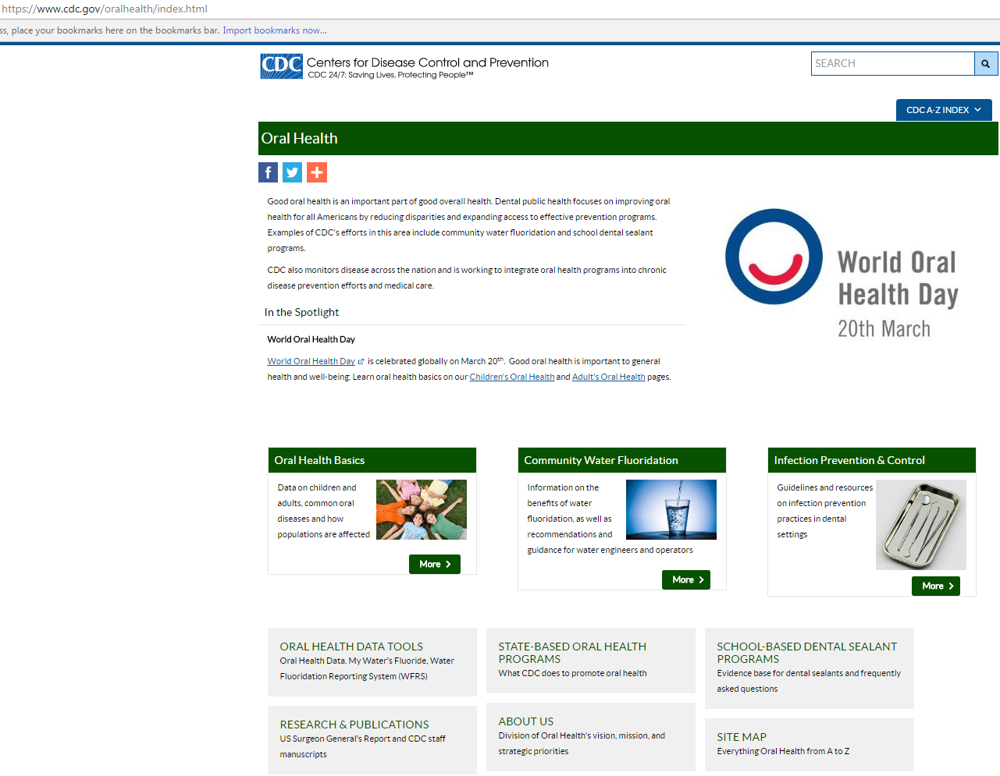 https://www.cdc.gov/oralhealth/index.html
ss, place your bookmarks here on the bookmarks bar. Import bookmarks now...
CDC Centers for Disease Control and Prevention
CDC 24/7: Saving Lives. Protecting People™
SEARCH
CDC A-Z INDEX
Oral Health
Good oral health is an important part of good overall health. Dental public health focuses on improving oral
health for all Americans by reducing disparities and expanding access to effective prevention programs.
Examples of CDC's efforts in this area include community water fluoridation and school dental sealant
programs.
CDC also monitors disease across the nation and is working to integrate oral health programs into chronic
disease prevention efforts and medical care.
World Oral
Health Day
20th March
In the Spotlight
World Oral Health Day
World Oral Health Day is celebrated globally on March 20th. Good oral health is important to general
health and well-being. Learn oral health basics on our Children's Oral Health and Adult's Oral Health pages.
Oral Health Basics
Data on children and
adults, common oral
diseases and how
populations are affected
More
Community Water Fluoridation
Information on the
benefits of water
fluoridation, as well as
recommendations and
guidance for water engineers and operators
More
Infection Prevention & Control
Guidelines and resources
on infection prevention
practices in dental
settings
More
ORAL HEALTH DATA TOOLS
Oral Health Data, My Water's Fluoride, Water
Fluoridation Reporting System (WFRS)
STATE-BASED ORAL HEALTH
PROGRAMS
What CDC does to promote oral health
SCHOOL-BASED DENTAL SEALANT
PROGRAMS
Evidence base for dental sealants and frequently
asked questions
RESEARCH & PUBLICATIONS
US Surgeon General's Report and CDC staff
manuscripts
ABOUT US
Division of Oral Health's vision, mission, and
strategic priorities
SITE MAP
Everything Oral Health from A to Z